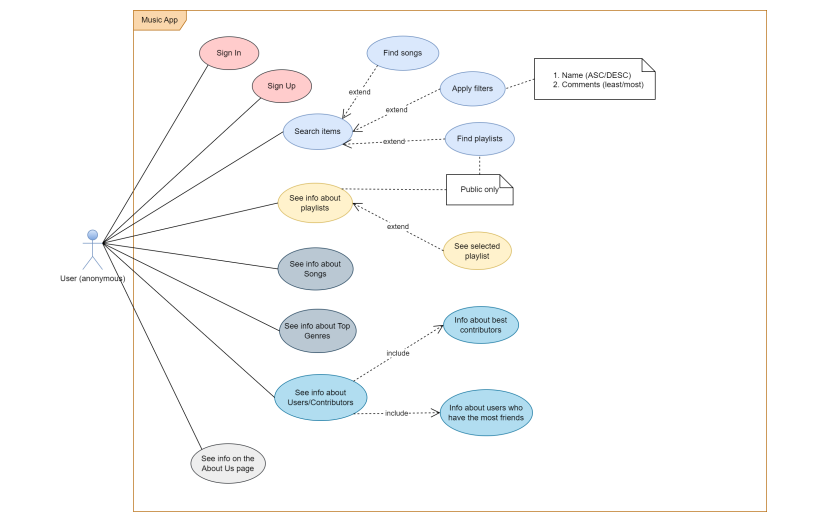 Music App
Sign In
Find songs
Sign Up
extend
Apply filters
1. Name (ASC/DESC)
2. Comments (least/most)
extend
Search items
extend
Find playlists
See info about
playlists
Public only
extend
See selected
playlist
User (anonymous)
See info about
Songs
See info about Top
Genres
Info about best
contributors
include
See info about
Users/Contributors
include
Info about users who
have the most friends
See info on the
About Us page